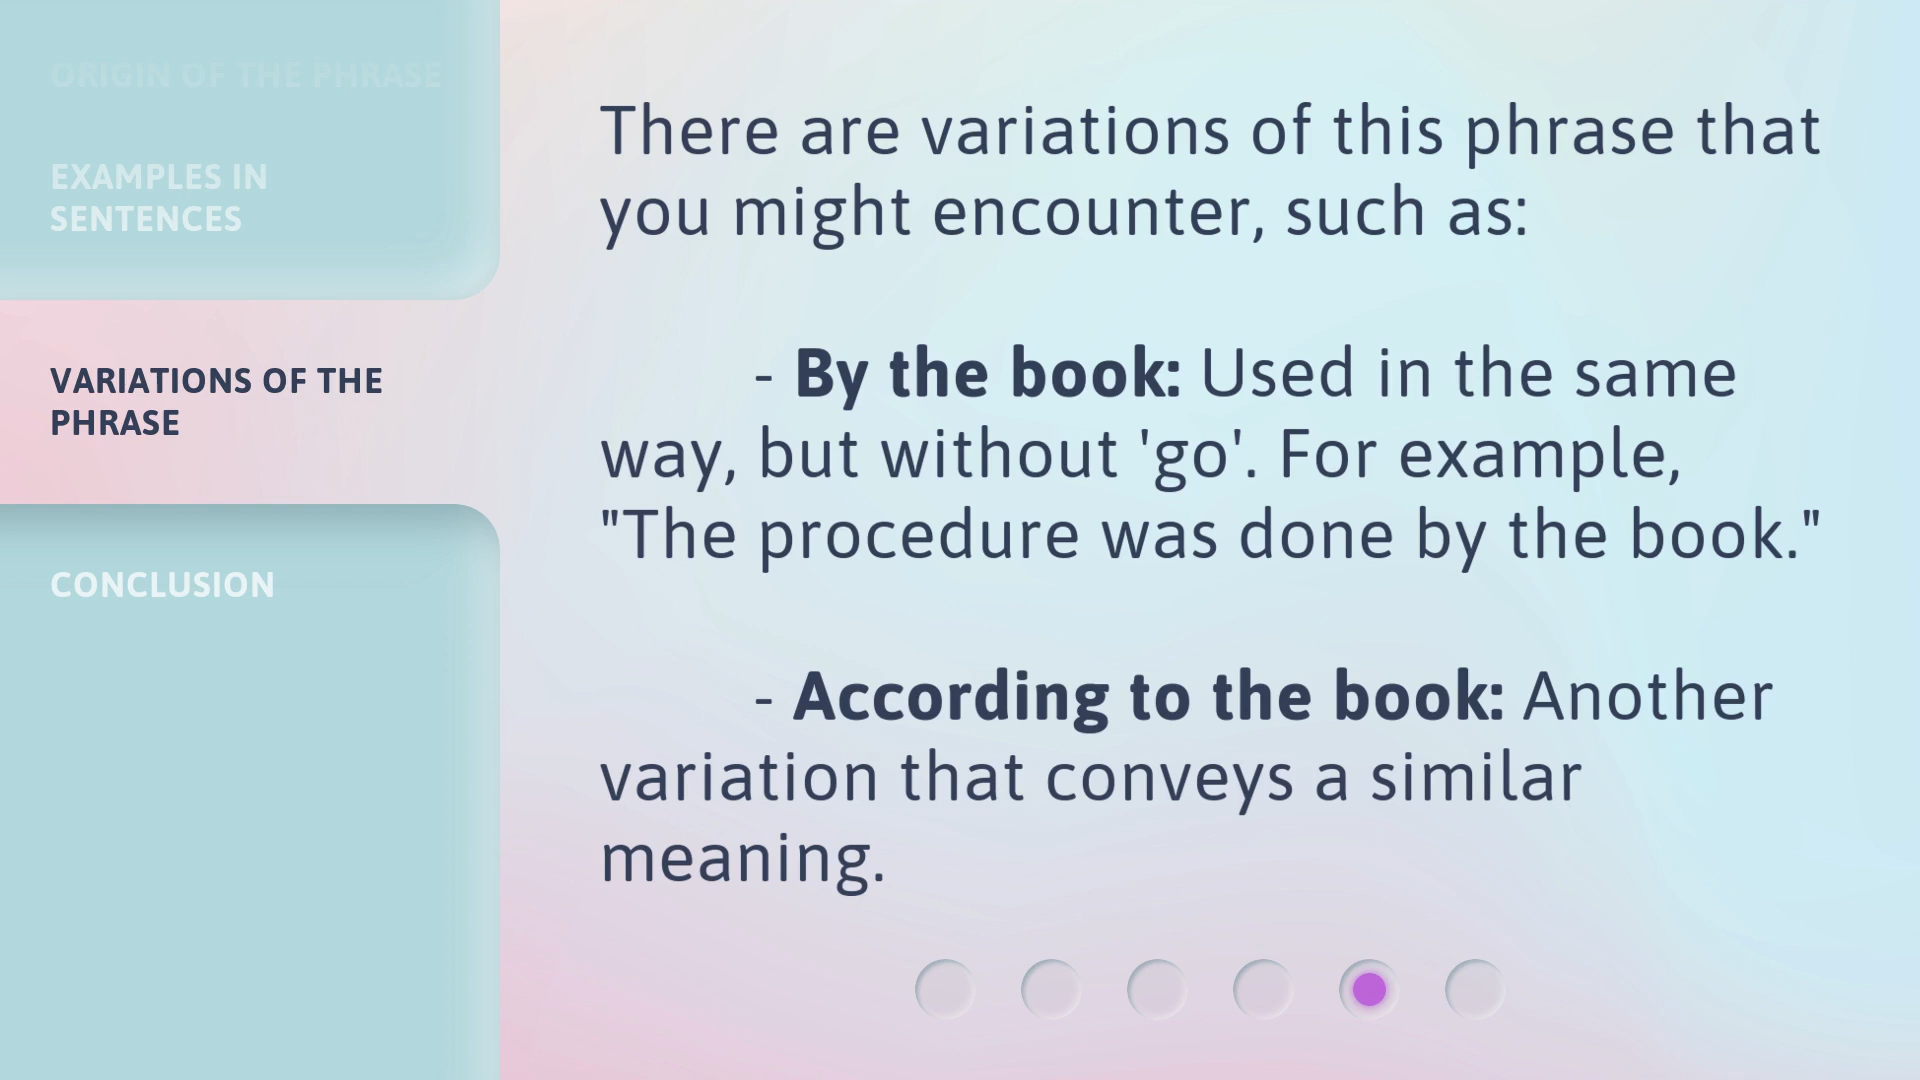 ORIGIN OF THE PHRASE
EXAMPLES IN
SENTENCES
VARIATIONS OF THE
PHRASE
CONCLUSION
There are variations of this phrase that
you might encounter, such as:
- By the book: Used in the same
way, but without 'go'. For example,
"The procedure was done by the book."
- According to the book: Another
variation that conveys a similar
meaning.